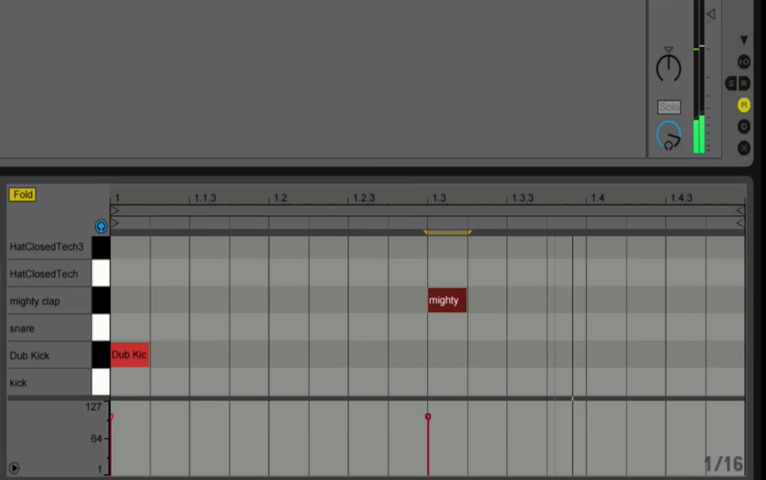 Solo
I·O
S R
M
D
X
Fold
1 1.1.3 1.2 1.2.3 1.3 1.3.3 1.4 1.4.3
HatClosedTech3
HatClosedTech
mighty clap mighty
snare
Dub Kick Dub Kic
kick
127
64
1
1/16